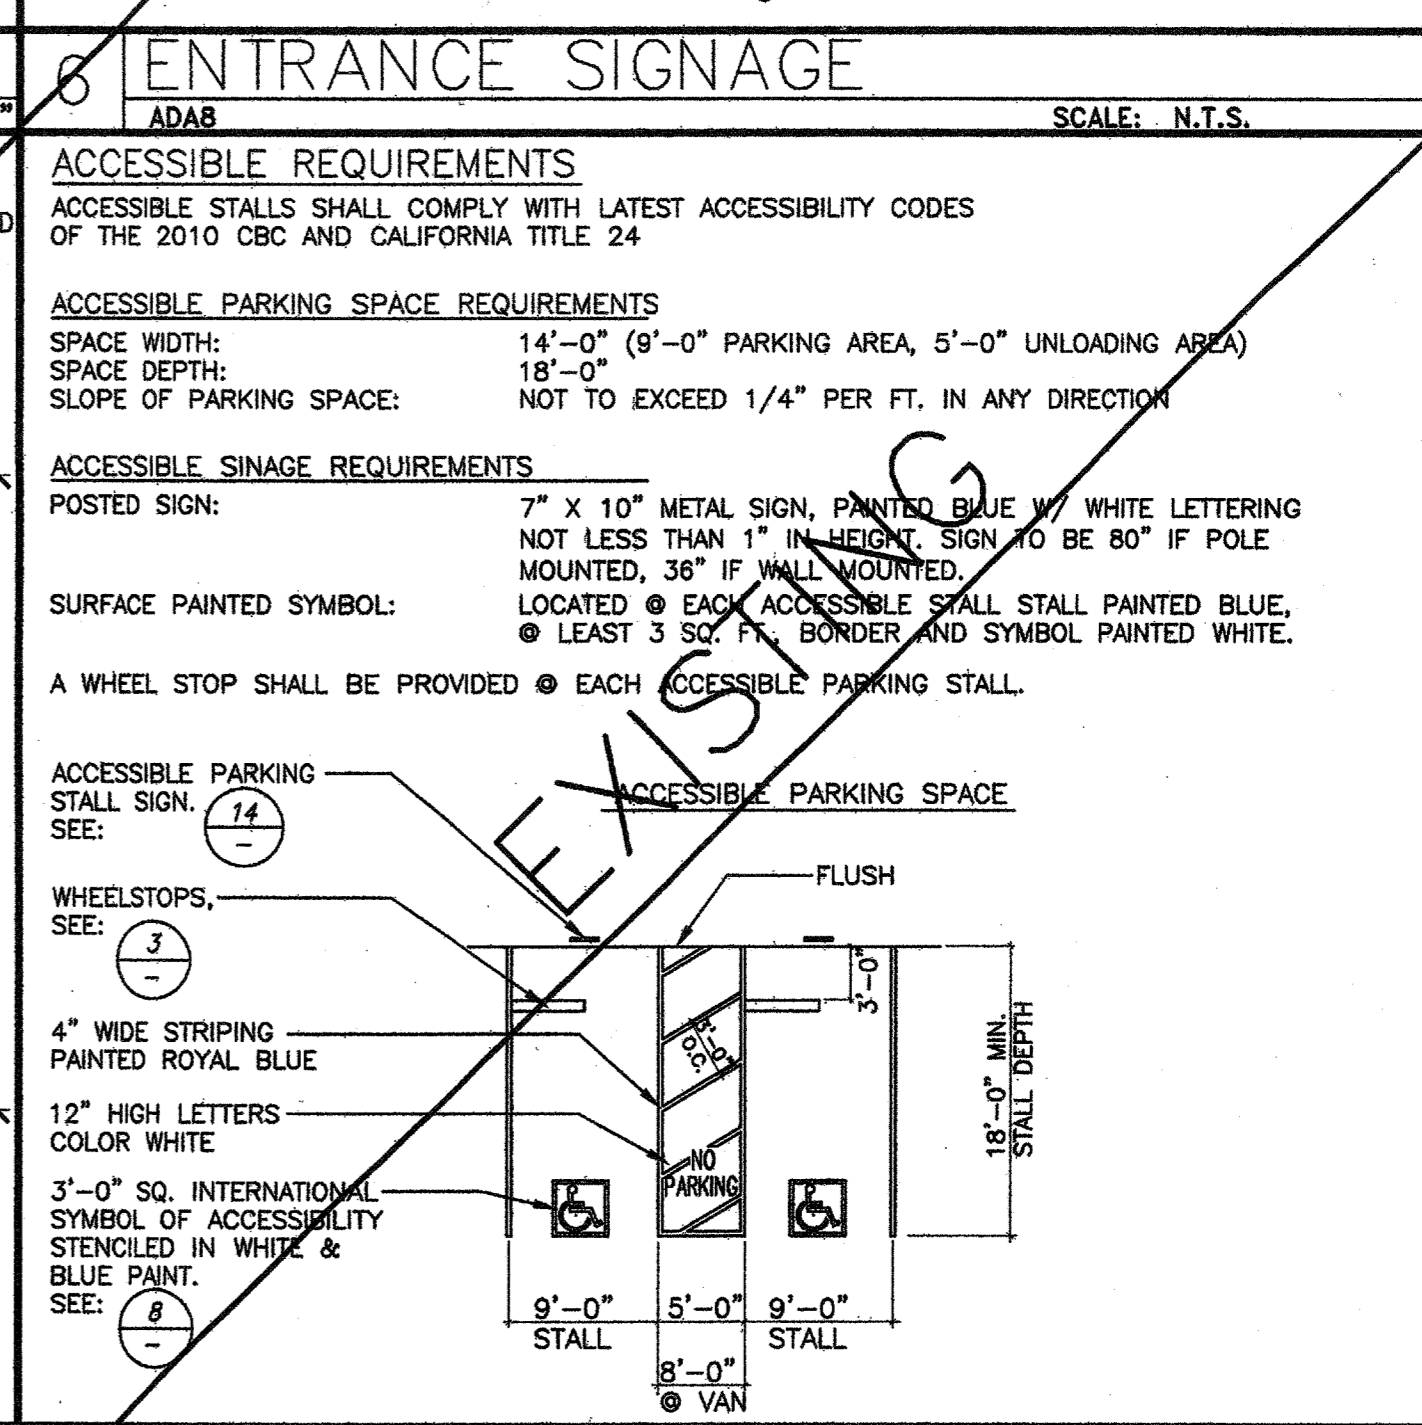 6 ENTRANCE SIGNAGE
ADA8 SCALE: N.T.S.
ACCESSIBLE REQUIREMENTS
ACCESSIBLE STALLS SHALL COMPLY WITH LATEST ACCESSIBILITY CODES
OF THE 2010 CBC AND CALIFORNIA TITLE 24
ACCESSIBLE PARKING SPACE REQUIREMENTS
SPACE WIDTH: 14'-0" (9'-0" PARKING AREA, 5'-0" UNLOADING AREA)
SPACE DEPTH: 18'-0"
SLOPE OF PARKING SPACE: NOT TO EXCEED 1/4" PER FT. IN ANY DIRECTION
ACCESSIBLE SINAGE REQUIREMENTS
POSTED SIGN: 7" X 10" METAL SIGN, PAINTED BLUE W/ WHITE LETTERING
NOT LESS THAN 1" IN HEIGHT. SIGN TO BE 80" IF POLE
MOUNTED, 36" IF WALL MOUNTED.
SURFACE PAINTED SYMBOL: LOCATED @ EACH ACCESSIBLE STALL STALL PAINTED BLUE,
@ LEAST 3 SQ. FT., BORDER AND SYMBOL PAINTED WHITE.
A WHEEL STOP SHALL BE PROVIDED @ EACH ACCESSIBLE PARKING STALL.
EXISTING
ACCESSIBLE PARKING SPACE
ACCESSIBLE PARKING
STALL SIGN.
SEE: 14
-
WHEELSTOPS,
SEE: 3
-
4" WIDE STRIPING
PAINTED ROYAL BLUE
12" HIGH LETTERS
COLOR WHITE
3'-0" SQ. INTERNATIONAL
SYMBOL OF ACCESSIBILITY
STENCILED IN WHITE &
BLUE PAINT.
SEE: 8
-
FLUSH
3'-0"
3'-0"
O.C.
18'-0" MIN.
STALL DEPTH
NO
PARKING
9'-0" 5'-0" 9'-0"
STALL STALL
8'-0"
@ VAN